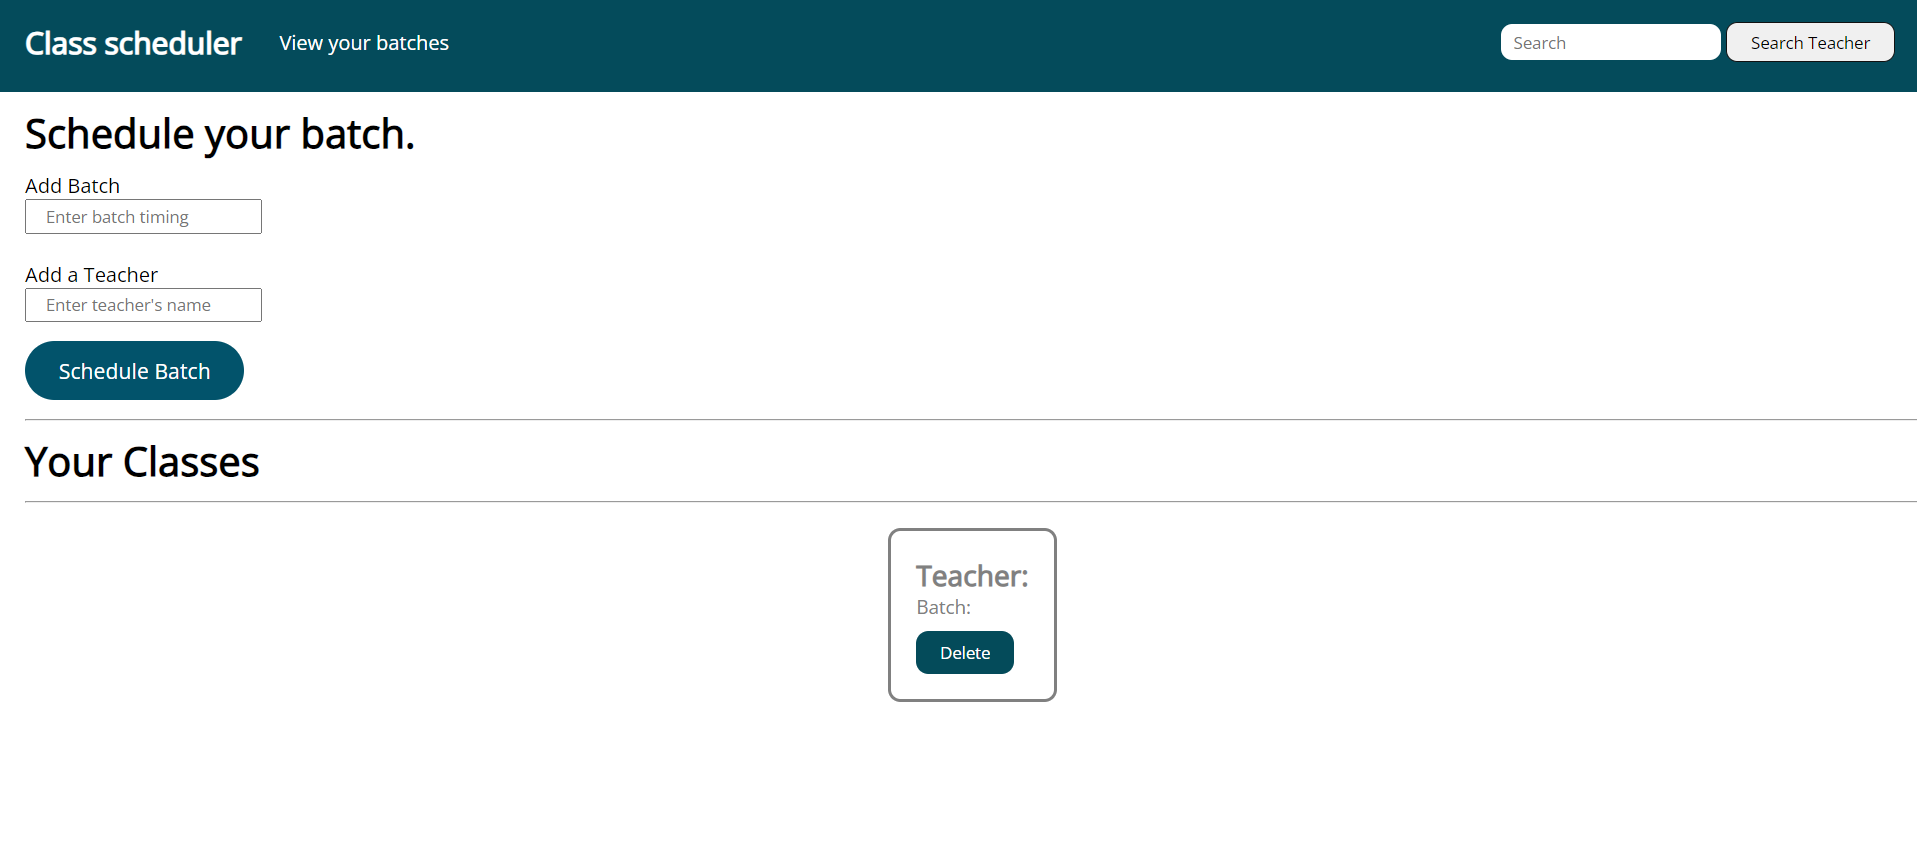 Class scheduler View your batches Search Search Teacher
Schedule your batch.
Add Batch
Enter batch timing
Add a Teacher
Enter teacher's name
Schedule Batch
Your Classes
Teacher:
Batch:
Delete